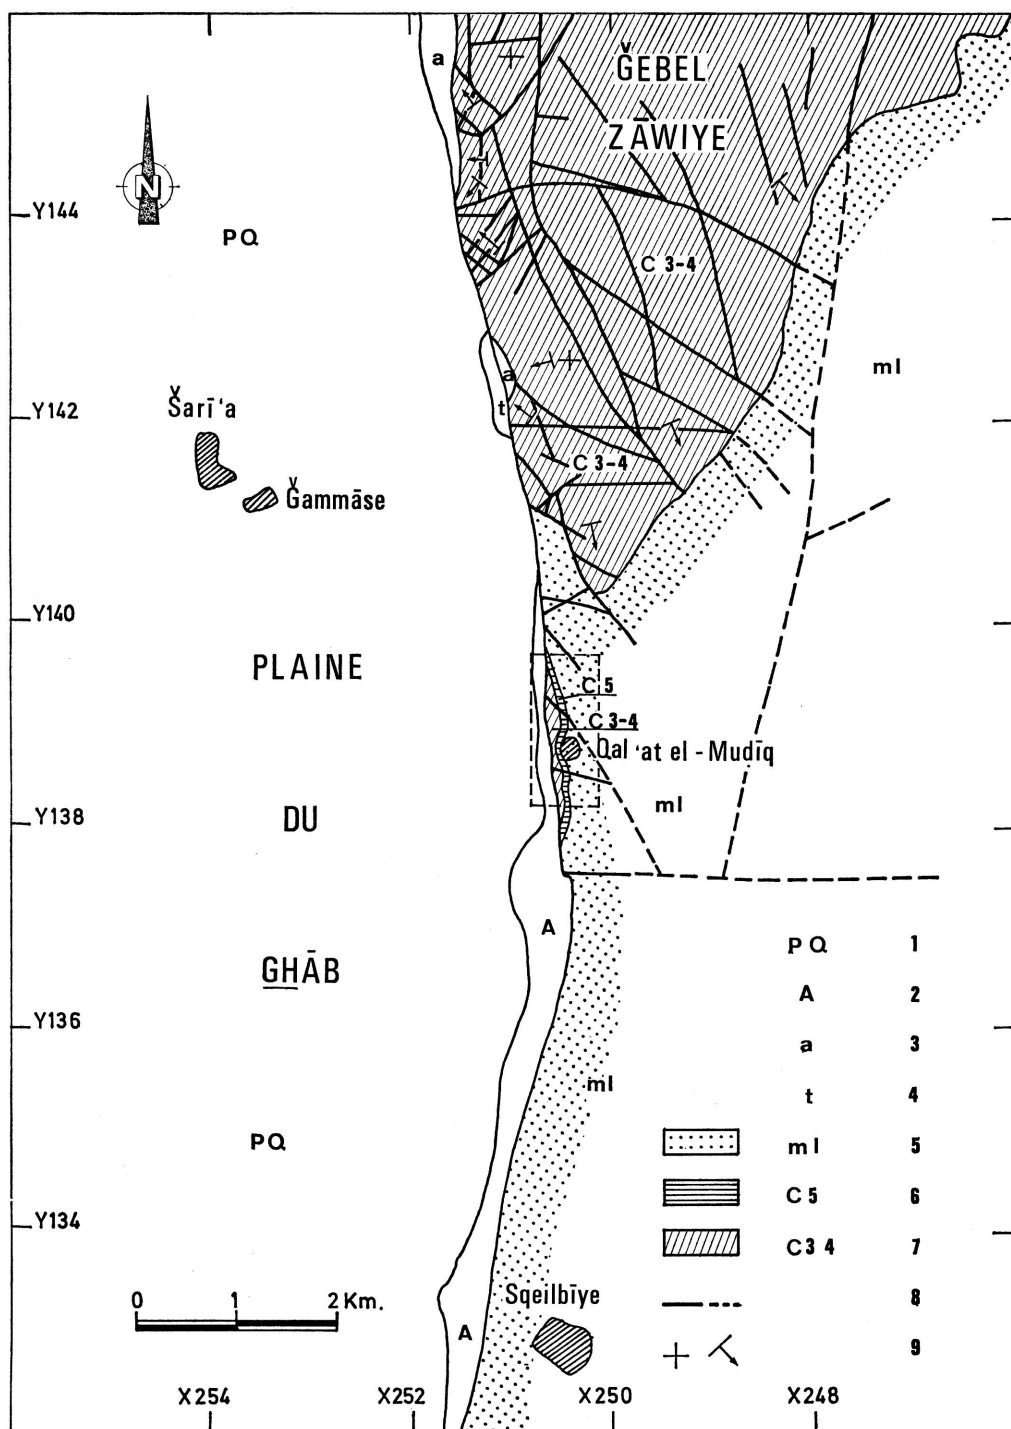 a
ǦEBEL
ZĀWIYE
N
Y144
PQ
C 3-4
ml
a
t
Y142
Šarī'a
C 3-4
Ǧammāse
Y140
PLAINE
C 5
C 3-4
Qal'at el-Mudīq
ml
Y138
DU
A
PQ 1
GHĀB
A 2
Y136
a 3
ml
t 4
PQ
ml 5
C 5 6
Y134
C 3 4 7
0 1 2 Km.
Sqeilbīye
8
A
9
X254 X252 X250 X248